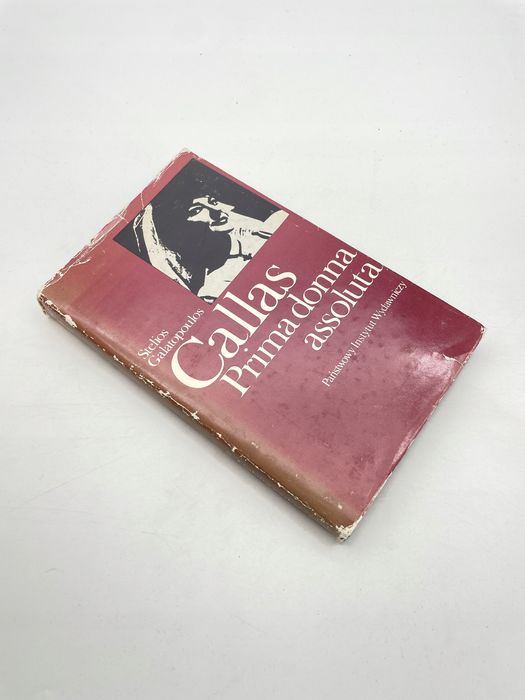 Stelios
Galatopoulos
Callas
Prima donna
assoluta
Państwowy Instytut Wydawniczy